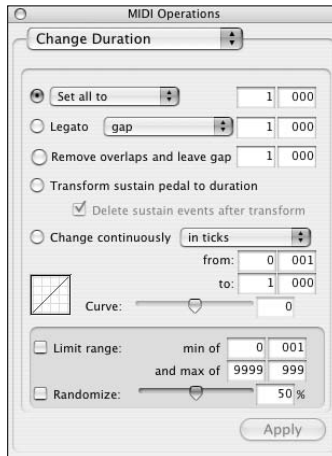 MIDI Operations
Change Duration
Set all to 1 000
Legato gap 1 000
Remove overlaps and leave gap 1 000
Transform sustain pedal to duration
Delete sustain events after transform
Change continuously in ticks
from: 0 001
to: 1 000
Curve: 0
Limit range: min of 0 001
and max of 9999 999
Randomize: 50 %
Apply